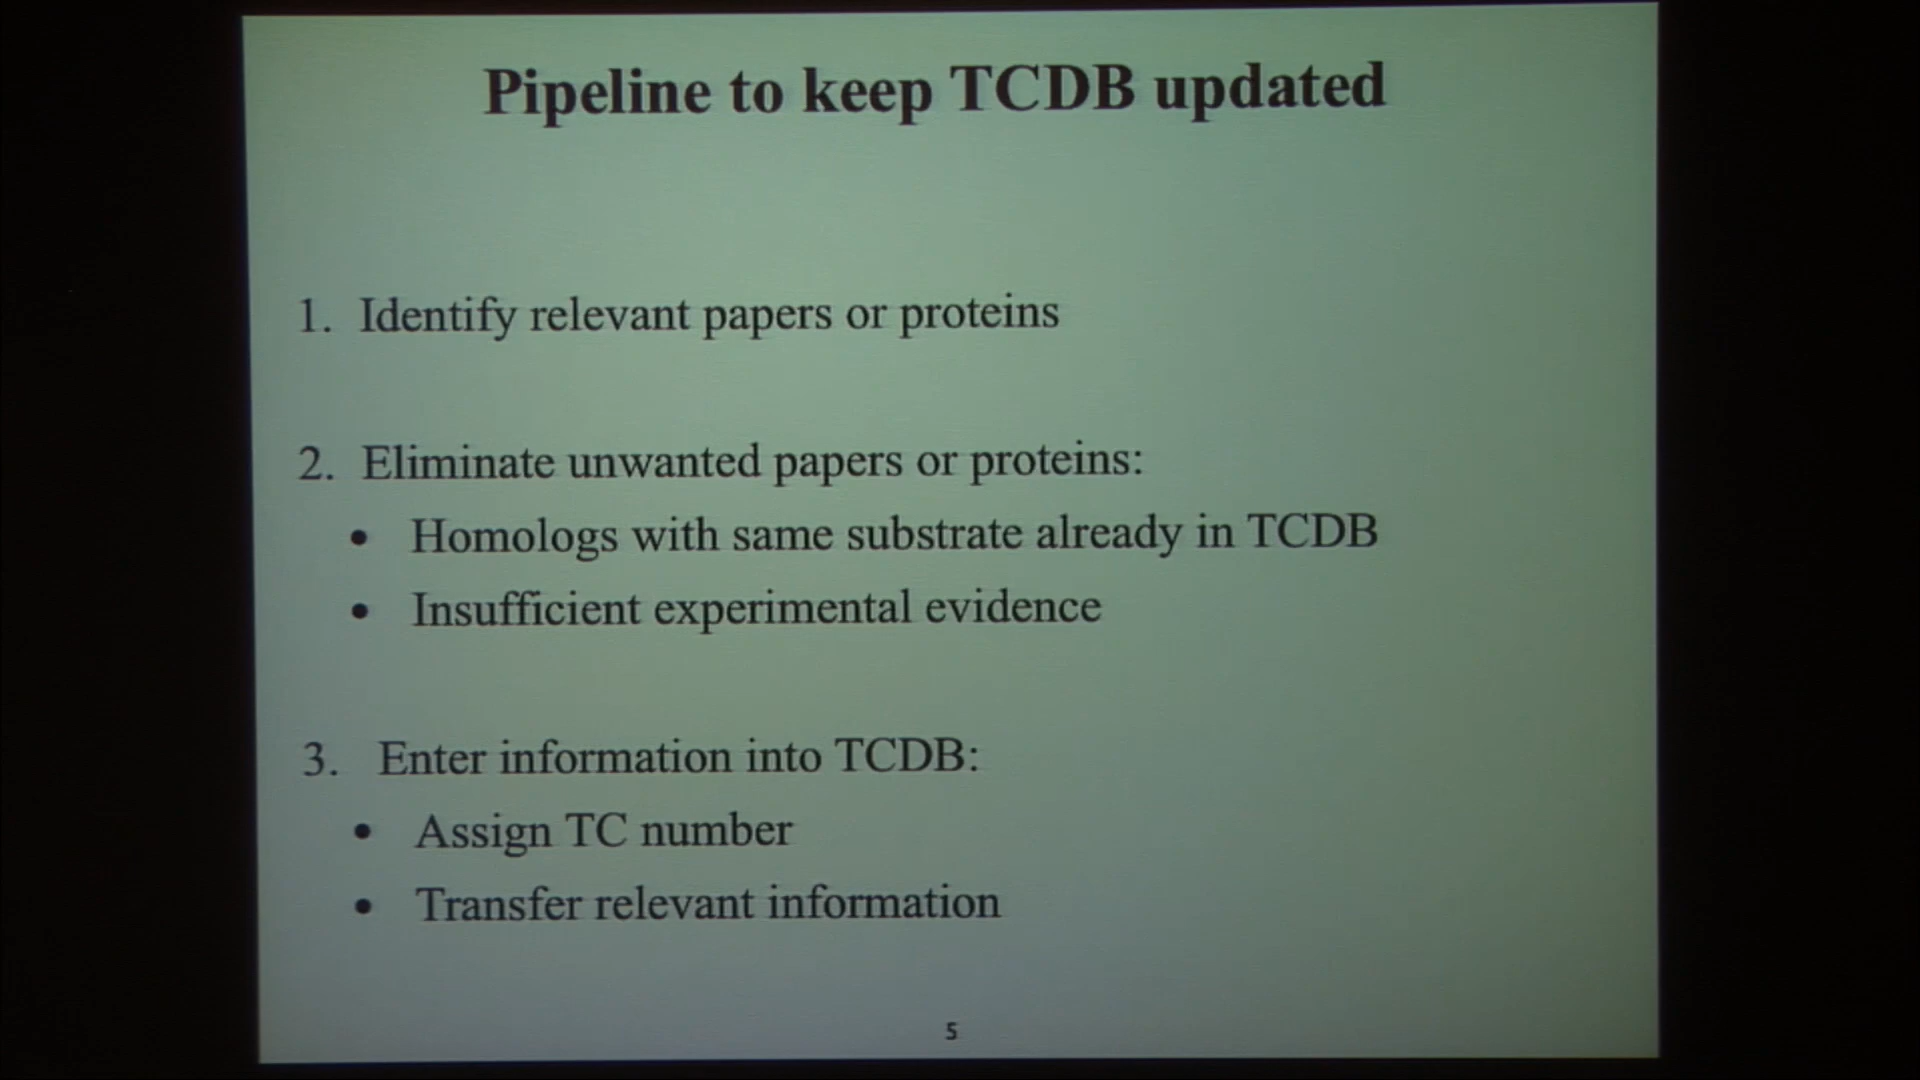 Pipeline to keep TCDB updated
1. Identify relevant papers or proteins
2. Eliminate unwanted papers or proteins:
• Homologs with same substrate already in TCDB
• Insufficient experimental evidence
3. Enter information into TCDB:
• Assign TC number
• Transfer relevant information
5